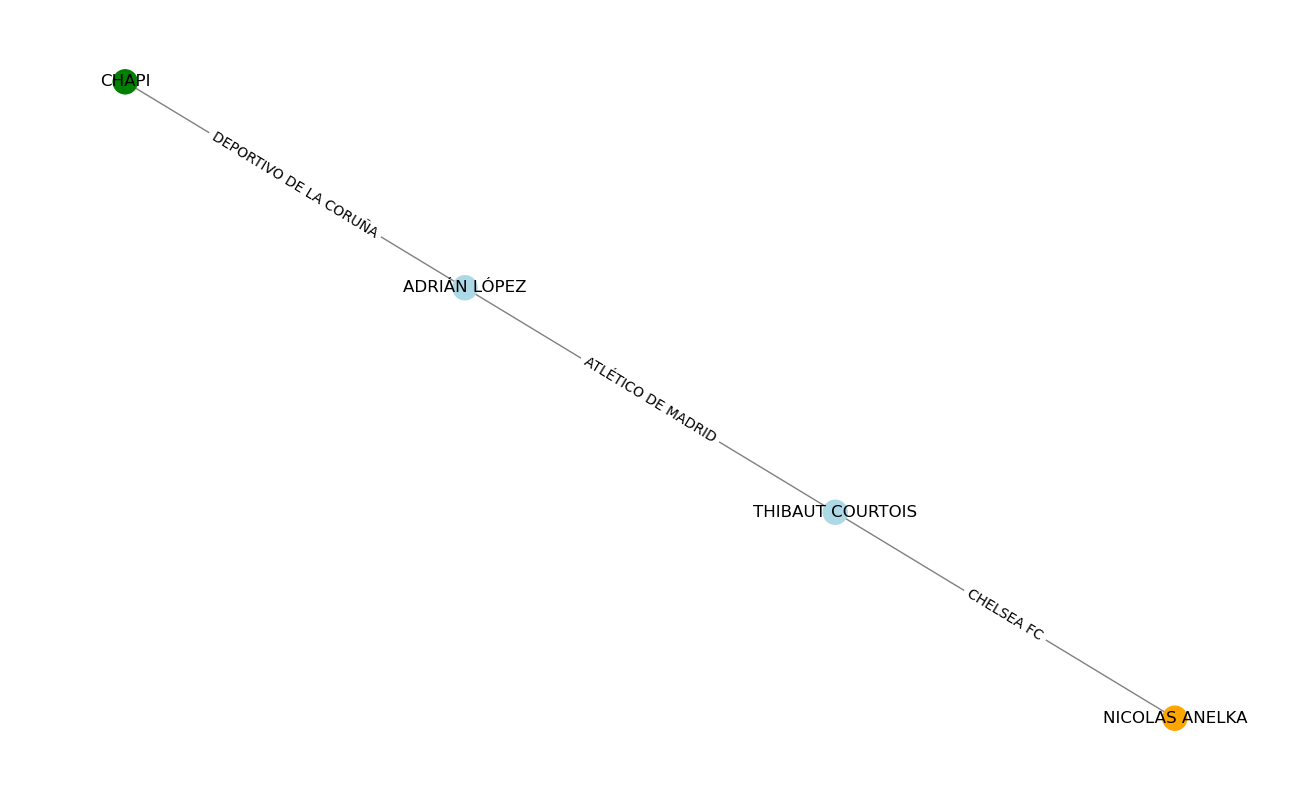 CHAPI
DEPORTIVO DE LA CORUÑA
ADRIÁN LÓPEZ
ATLÉTICO DE MADRID
THIBAUT COURTOIS
CHELSEA FC
NICOLAS ANELKA